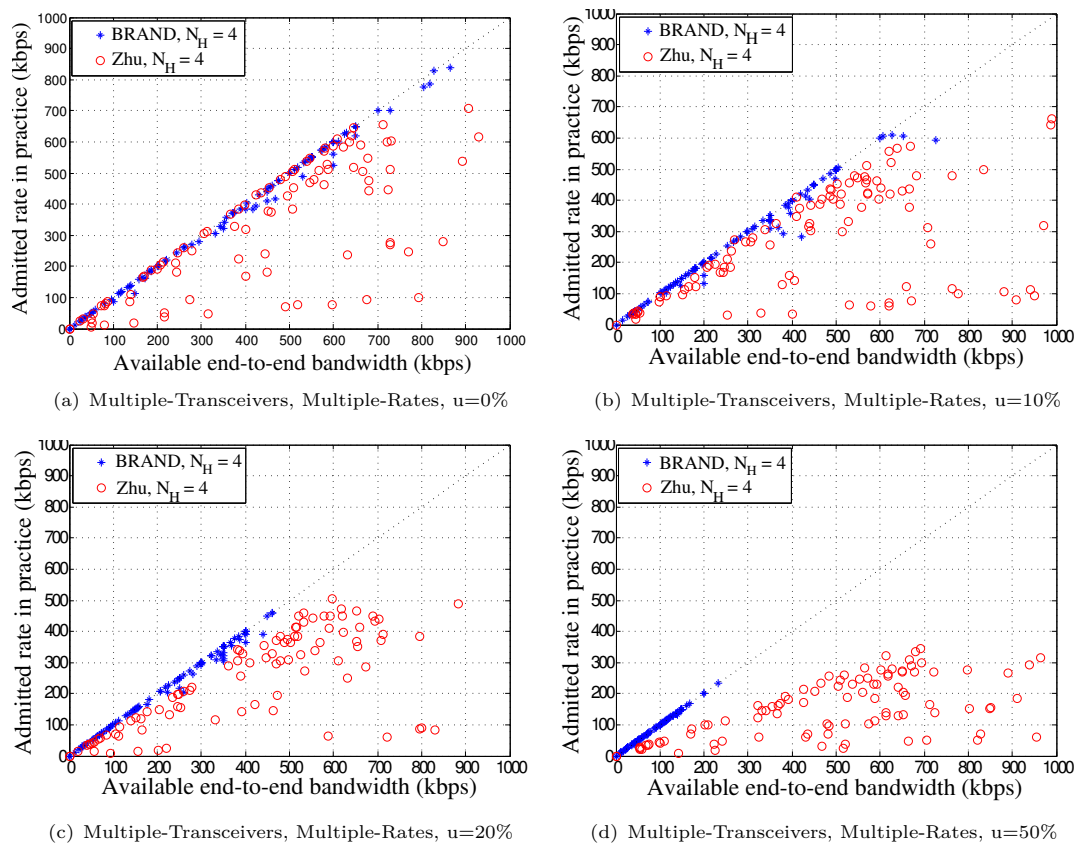 BRAND, N_H = 4
Zhu, N_H = 4
Admitted rate in practice (kbps)
1000
900
800
700
600
500
400
300
200
100
0
0 100 200 300 400 500 600 700 800 900 1000
Available end-to-end bandwidth (kbps)
(a) Multiple-Transceivers, Multiple-Rates, u=0%
BRAND, N_H = 4
Zhu, N_H = 4
Admitted rate in practice (kbps)
1000
900
800
700
600
500
400
300
200
100
0
0 100 200 300 400 500 600 700 800 900 1000
Available end-to-end bandwidth (kbps)
(b) Multiple-Transceivers, Multiple-Rates, u=10%
BRAND, N_H = 4
Zhu, N_H = 4
Admitted rate in practice (kbps)
1000
900
800
700
600
500
400
300
200
100
0
0 100 200 300 400 500 600 700 800 900 1000
Available end-to-end bandwidth (kbps)
(c) Multiple-Transceivers, Multiple-Rates, u=20%
BRAND, N_H = 4
Zhu, N_H = 4
Admitted rate in practice (kbps)
1000
900
800
700
600
500
400
300
200
100
0
0 100 200 300 400 500 600 700 800 900 1000
Available end-to-end bandwidth (kbps)
(d) Multiple-Transceivers, Multiple-Rates, u=50%